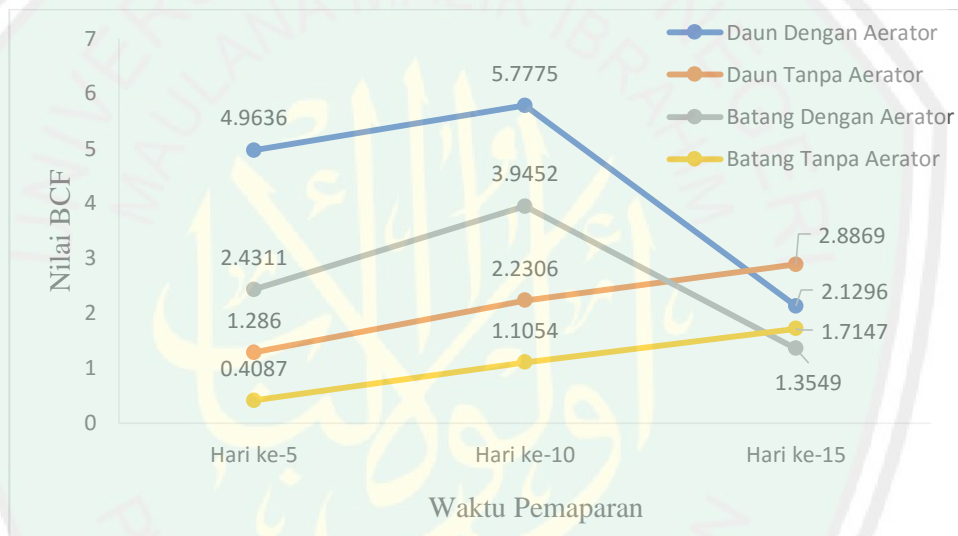 7
6
5
4
3
2
1
0
Nilai BCF
Daun Dengan Aerator
Daun Tanpa Aerator
Batang Dengan Aerator
Batang Tanpa Aerator
4.9636
5.7775
2.1296
1.286
2.2306
2.8869
2.4311
3.9452
1.3549
0.4087
1.1054
1.7147
Hari ke-5
Hari ke-10
Hari ke-15
Waktu Pemaparan
MAULANA MALIK IBRAHIM